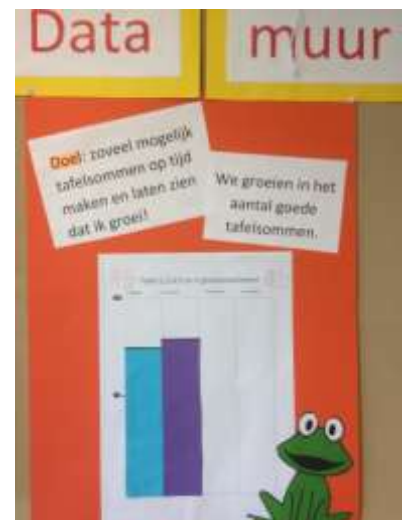 Data muur
Doel: zoveel mogelijk
tafelsommen op tijd
maken en laten zien
dat ik groei!
We groeien in het
aantal goede
tafelsommen.